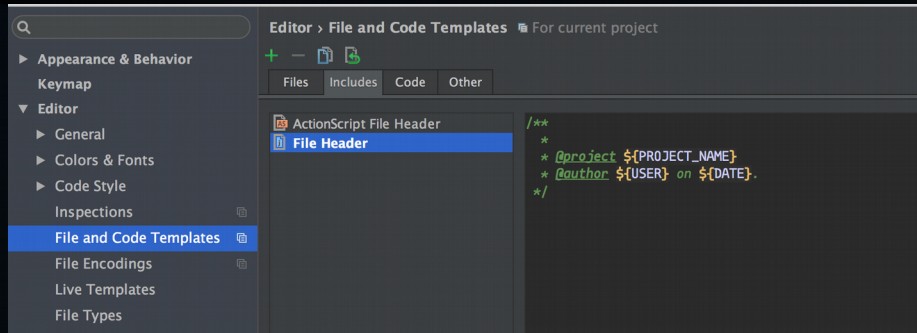 Editor › File and Code Templates For current project
Appearance & Behavior
Keymap
Editor
General
Colors & Fonts
Code Style
Inspections
File and Code Templates
File Encodings
Live Templates
File Types
Files Includes Code Other
ActionScript File Header
File Header
/**
*
* @project ${PROJECT_NAME}
* @author ${USER} on ${DATE}.
*/